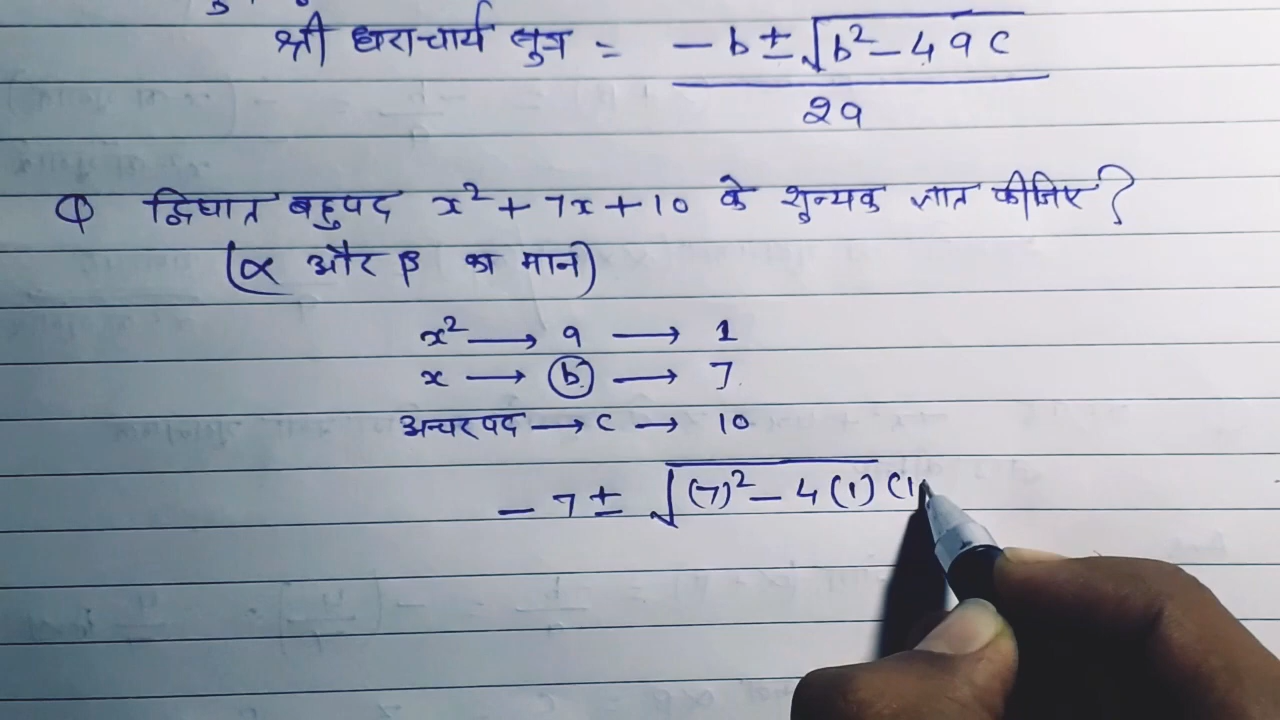 श्री धराचार्य सुत्र = -b ± √b² - 4ac / 2a
Q द्विघात बहुपद x² + 7x + 10 के शुन्यक ज्ञात कीजिए?
(α और β का मान)
x² → a → 1
x → b → 7
अचरपद → c → 10
- 7 ± √(7)² - 4 (1) (1